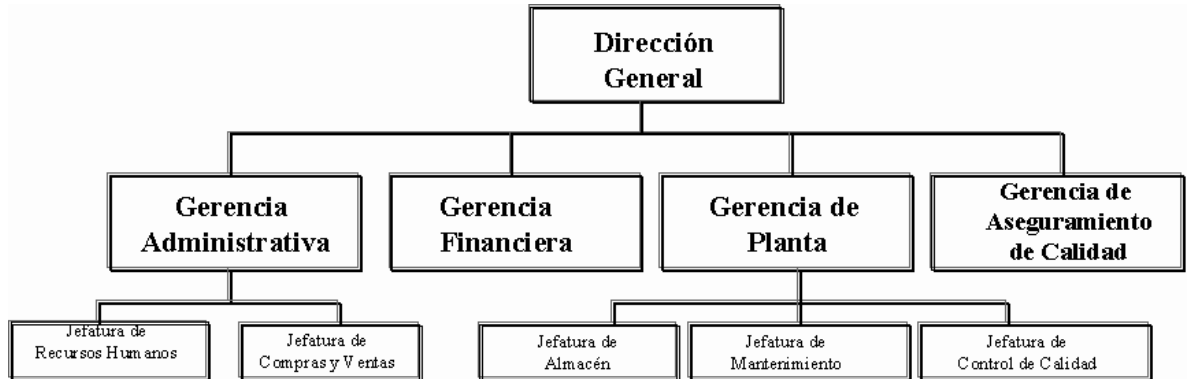 Dirección
General
Gerencia
Administrativa
Gerencia
Financiera
Gerencia de
Planta
Gerencia de
Aseguramiento
de Calidad
Jefatura de
Recursos Humanos
Jefatura de
Compras y Ventas
Jefatura de
Almacén
Jefatura de
Mantenimiento
Jefatura de
Control de Calidad